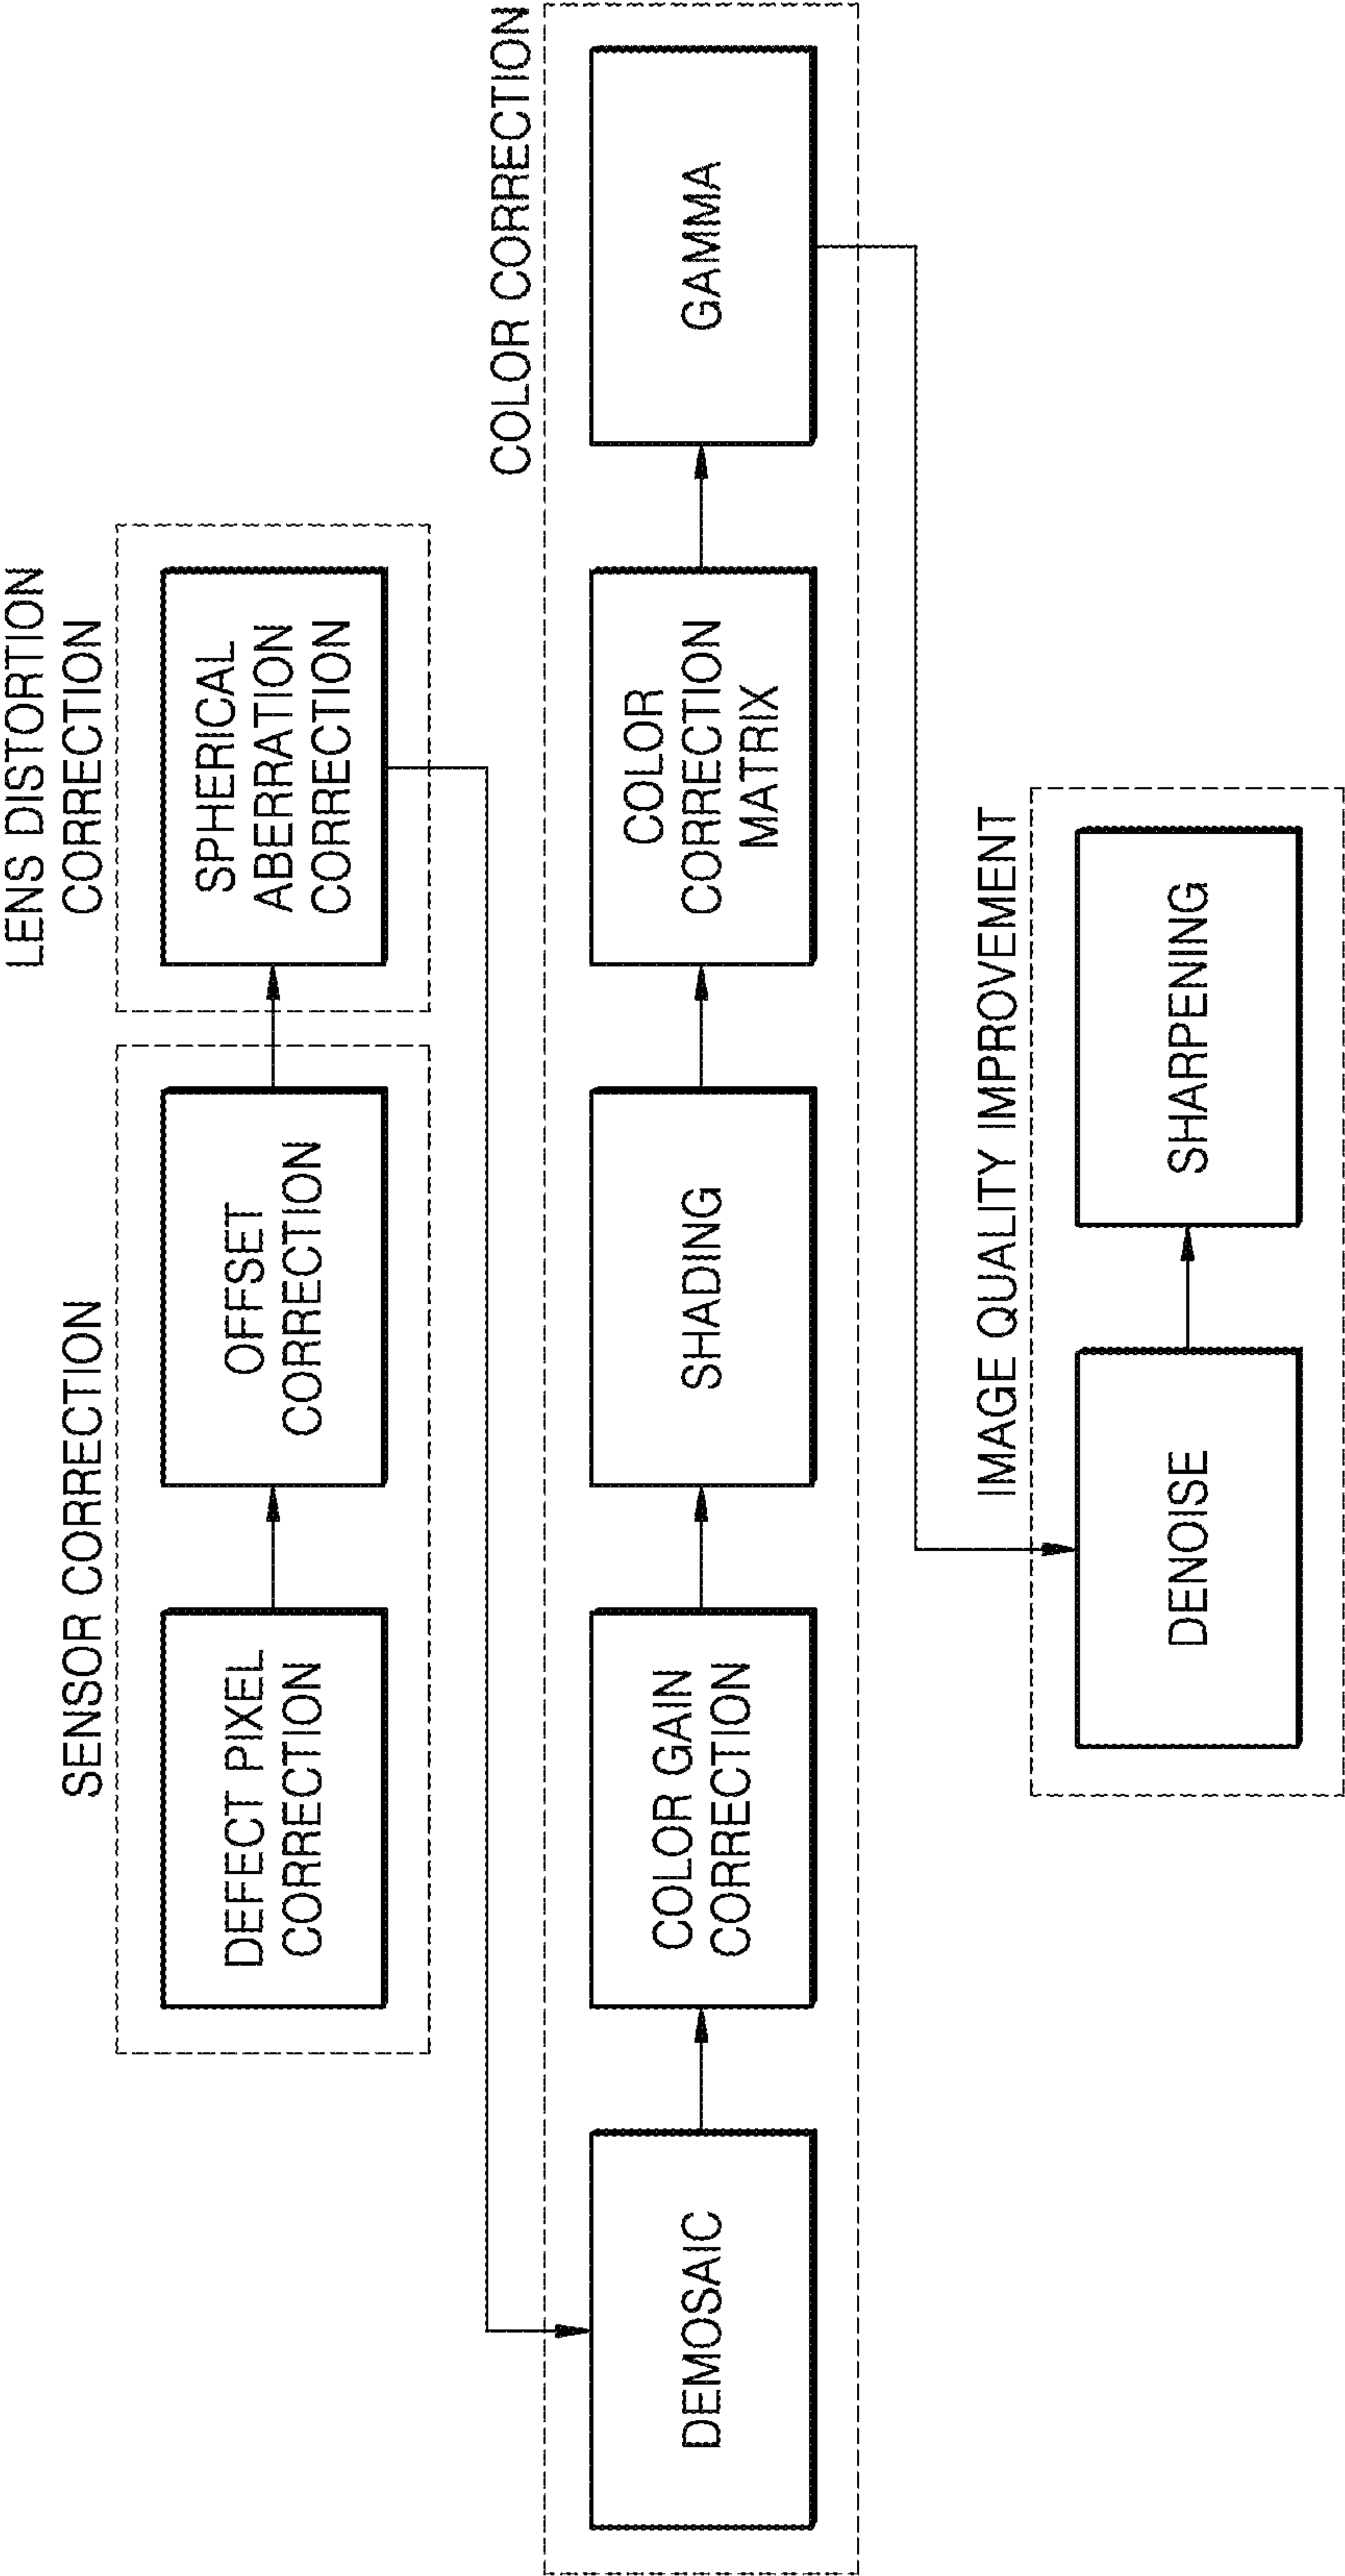 SENSOR CORRECTION
DEFECT PIXEL
CORRECTION
OFFSET
CORRECTION
LENS DISTORTION
CORRECTION
SPHERICAL
ABERRATION
CORRECTION
COLOR CORRECTION
DEMOSAIC
COLOR GAIN
CORRECTION
SHADING
COLOR
CORRECTION
MATRIX
GAMMA
IMAGE QUALITY IMPROVEMENT
DENOISE
SHARPENING